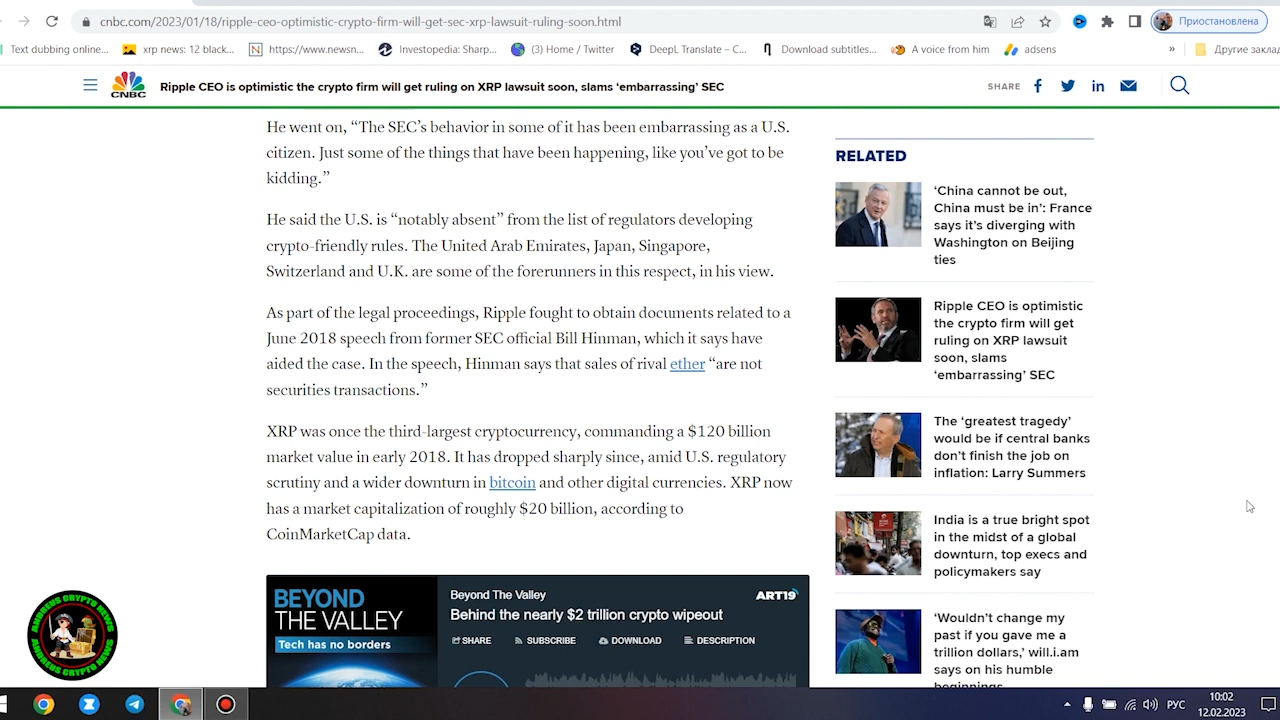 cnbc.com/2023/01/18/ripple-ceo-optimistic-crypto-firm-will-get-sec-xrp-lawsuit-ruling-soon.html
Приостановлена
Text dubbing online...
xrp news: 12 black...
https://www.newsn...
Investopedia: Sharp...
(3) Home / Twitter
DeepL Translate – C...
Download subtitles...
A voice from him
adsens
»
Другие заклад
CNBC
Ripple CEO is optimistic the crypto firm will get ruling on XRP lawsuit soon, slams ‘embarrassing’ SEC
SHARE
He went on, “The SEC’s behavior in some of it has been embarrassing as a U.S.
citizen. Just some of the things that have been happening, like you’ve got to be
kidding.”
He said the U.S. is “notably absent” from the list of regulators developing
crypto-friendly rules. The United Arab Emirates, Japan, Singapore,
Switzerland and U.K. are some of the forerunners in this respect, in his view.
As part of the legal proceedings, Ripple fought to obtain documents related to a
June 2018 speech from former SEC official Bill Hinman, which it says have
aided the case. In the speech, Hinman says that sales of rival ether “are not
securities transactions.”
XRP was once the third-largest cryptocurrency, commanding a $120 billion
market value in early 2018. It has dropped sharply since, amid U.S. regulatory
scrutiny and a wider downturn in bitcoin and other digital currencies. XRP now
has a market capitalization of roughly $20 billion, according to
CoinMarketCap data.
BEYOND
THE VALLEY
Tech has no borders
Beyond The Valley
ART19
Behind the nearly $2 trillion crypto wipeout
SHARE
SUBSCRIBE
DOWNLOAD
DESCRIPTION
RELATED
‘China cannot be out,
China must be in’: France
says it’s diverging with
Washington on Beijing
ties
Ripple CEO is optimistic
the crypto firm will get
ruling on XRP lawsuit
soon, slams
‘embarrassing’ SEC
The ‘greatest tragedy’
would be if central banks
don’t finish the job on
inflation: Larry Summers
India is a true bright spot
in the midst of a global
downturn, top execs and
policymakers say
‘Wouldn’t change my
past if you gave me a
trillion dollars,’ will.i.am
says on his humble
beginnings
ANDREUS CRYPTO NEWS
ANDREUS CRYPTO NEWS
РУС
10:02
12.02.2023